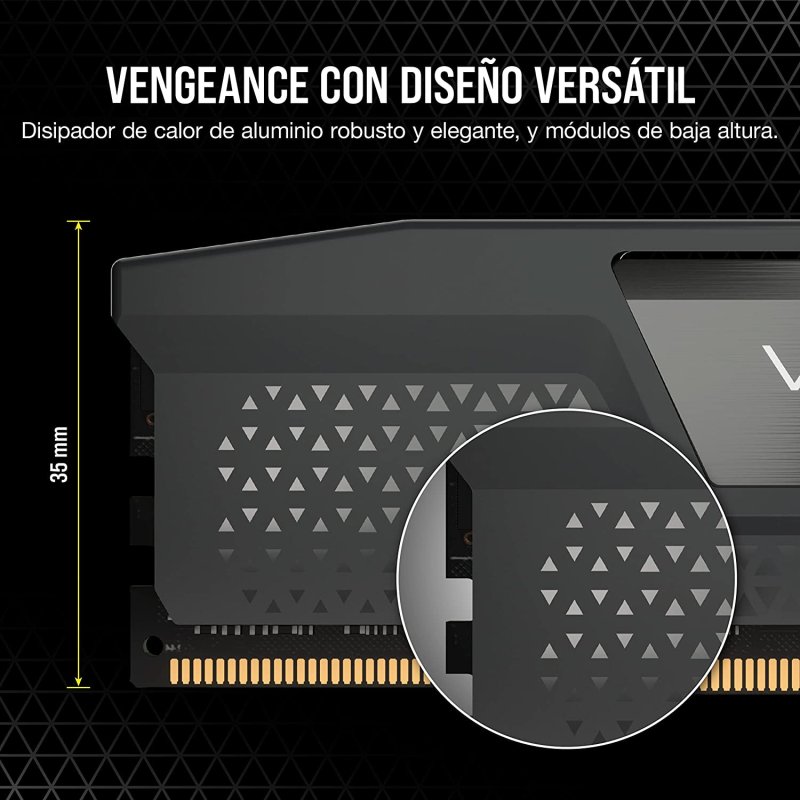 VENGEANCE CON DISEÑO VERSÁTIL
Disipador de calor de aluminio robusto y elegante, y módulos de baja altura.
35 mm
V